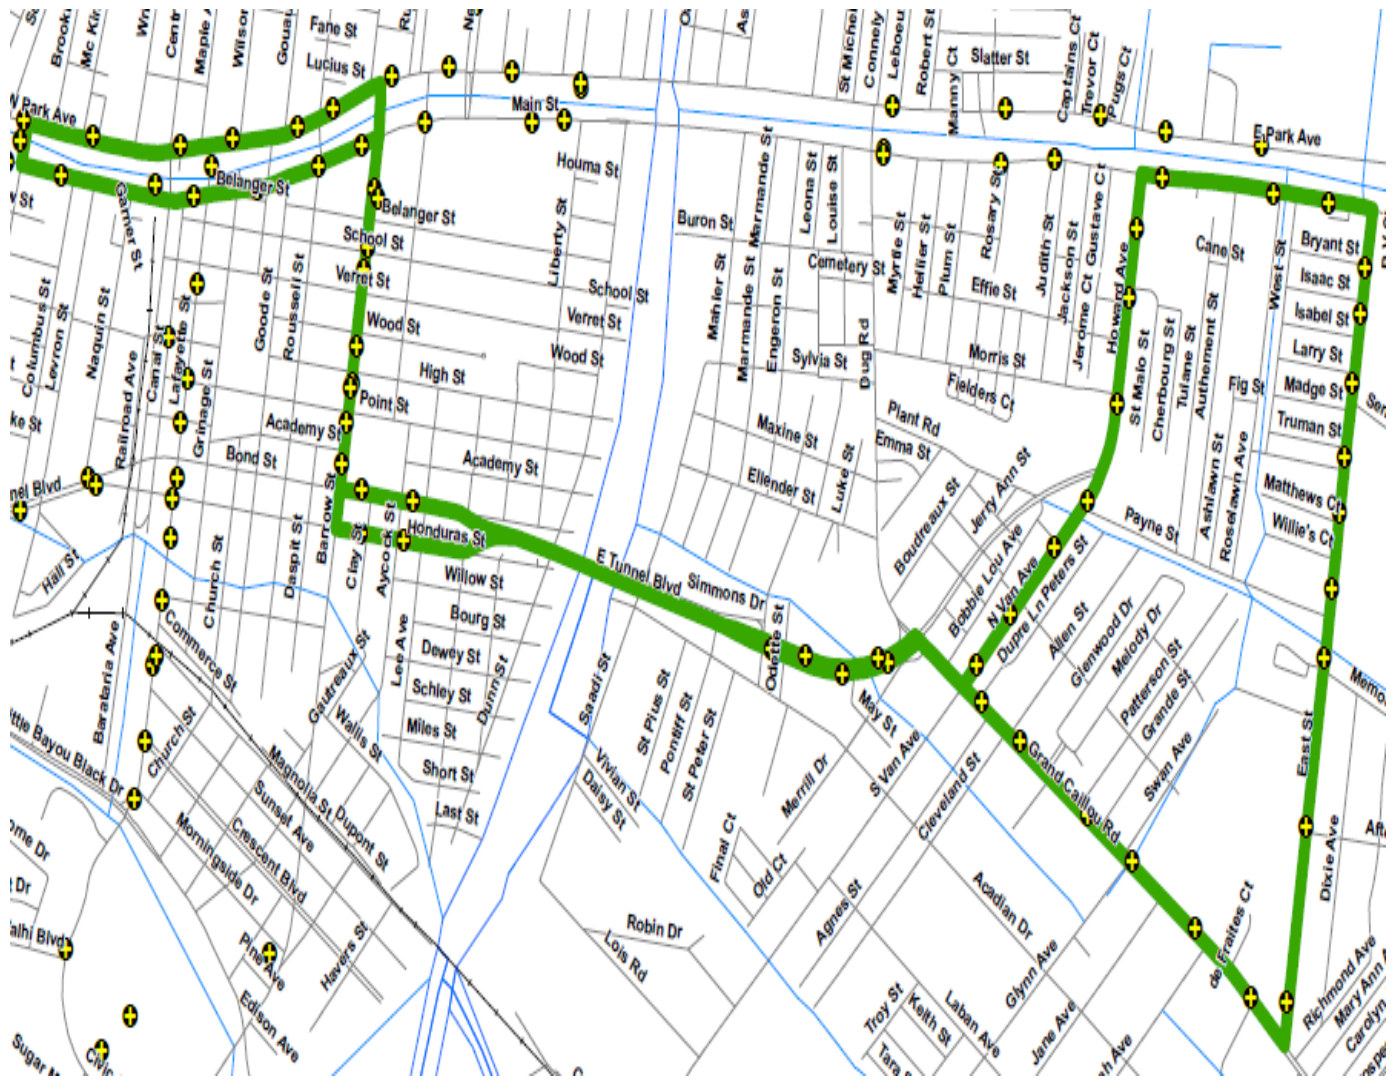 Fane St
Lucius St
Wilson
Slatter St
St Michel
Connely
Robert St
Manny Ct
Captains Ct
Trevor Ct
Pugs Ct
W Park Ave
Main St
E Park Ave
Belanger St
Belanger St
Garner St
School St
Verret St
Wood St
High St
Point St
Academy St
Bond St
Academy St
Houma St
Liberty St
School St
Verret St
Wood St
Buron St
Marmande St
Leona St
Louise St
Cemetery St
Mahler St
Marmande St
Engeron St
Sylvia St
Dug Rd
Myrtle St
Hellier St
Plum St
Rosary St
Judith St
Jackson St
Jerome Ct
Gustave Ct
Howard Ave
Effie St
Morris St
Fielders Ct
Plant Rd
Emma St
Maxine St
Ellender St
Luke St
Cane St
West St
Bryant St
Isaac St
Isabel St
Larry St
Madge St
Truman St
Fig St
Matthews Ct
Willie's Ct
St Malo St
Cherbourg St
Tulane St
Authement St
Ashlawn St
Roselawn Ave
Payne St
Columbus St
Levron St
Naquin St
Railroad Ave
Canal St
Lafayette St
Grinage St
Goode St
Roussell St
Barrow St
Clay St
Aycock St
Honduras St
Willow St
Bourg St
Dewey St
Schley St
Miles St
Short St
Last St
Dunn St
Lee Ave
Gautreaux St
Wallis St
Daspit St
Church St
Hall St
Commerce St
Barataria Ave
Church St
Magnolia St
Dupont St
Sunset Ave
Crescent Blvd
Morningside Dr
Pine Ave
Havers St
Edison Ave
E Tunnel Blvd
Simmons Dr
Odette St
Saadi St
St Pius St
Pontiff St
St Peter St
Vivian St
Daisy St
Robin Dr
Lois Rd
Final Ct
Old Ct
Merrill Dr
May St
S Van Ave
Cleveland St
Agnes St
Boudreaux St
Jerry Ann St
Bobbie Lou Ave
N Van Ave
Dupre Ln
Peters St
Allen St
Glenwood Dr
Melody Dr
Patterson St
Grande St
Swan Ave
Grand Caillou Rd
Acadian Dr
Glynn Ave
Jane Ave
Laban Ave
Keith St
Troy St
de Fraites Ct
East St
Dixie Ave
Richmond Ave